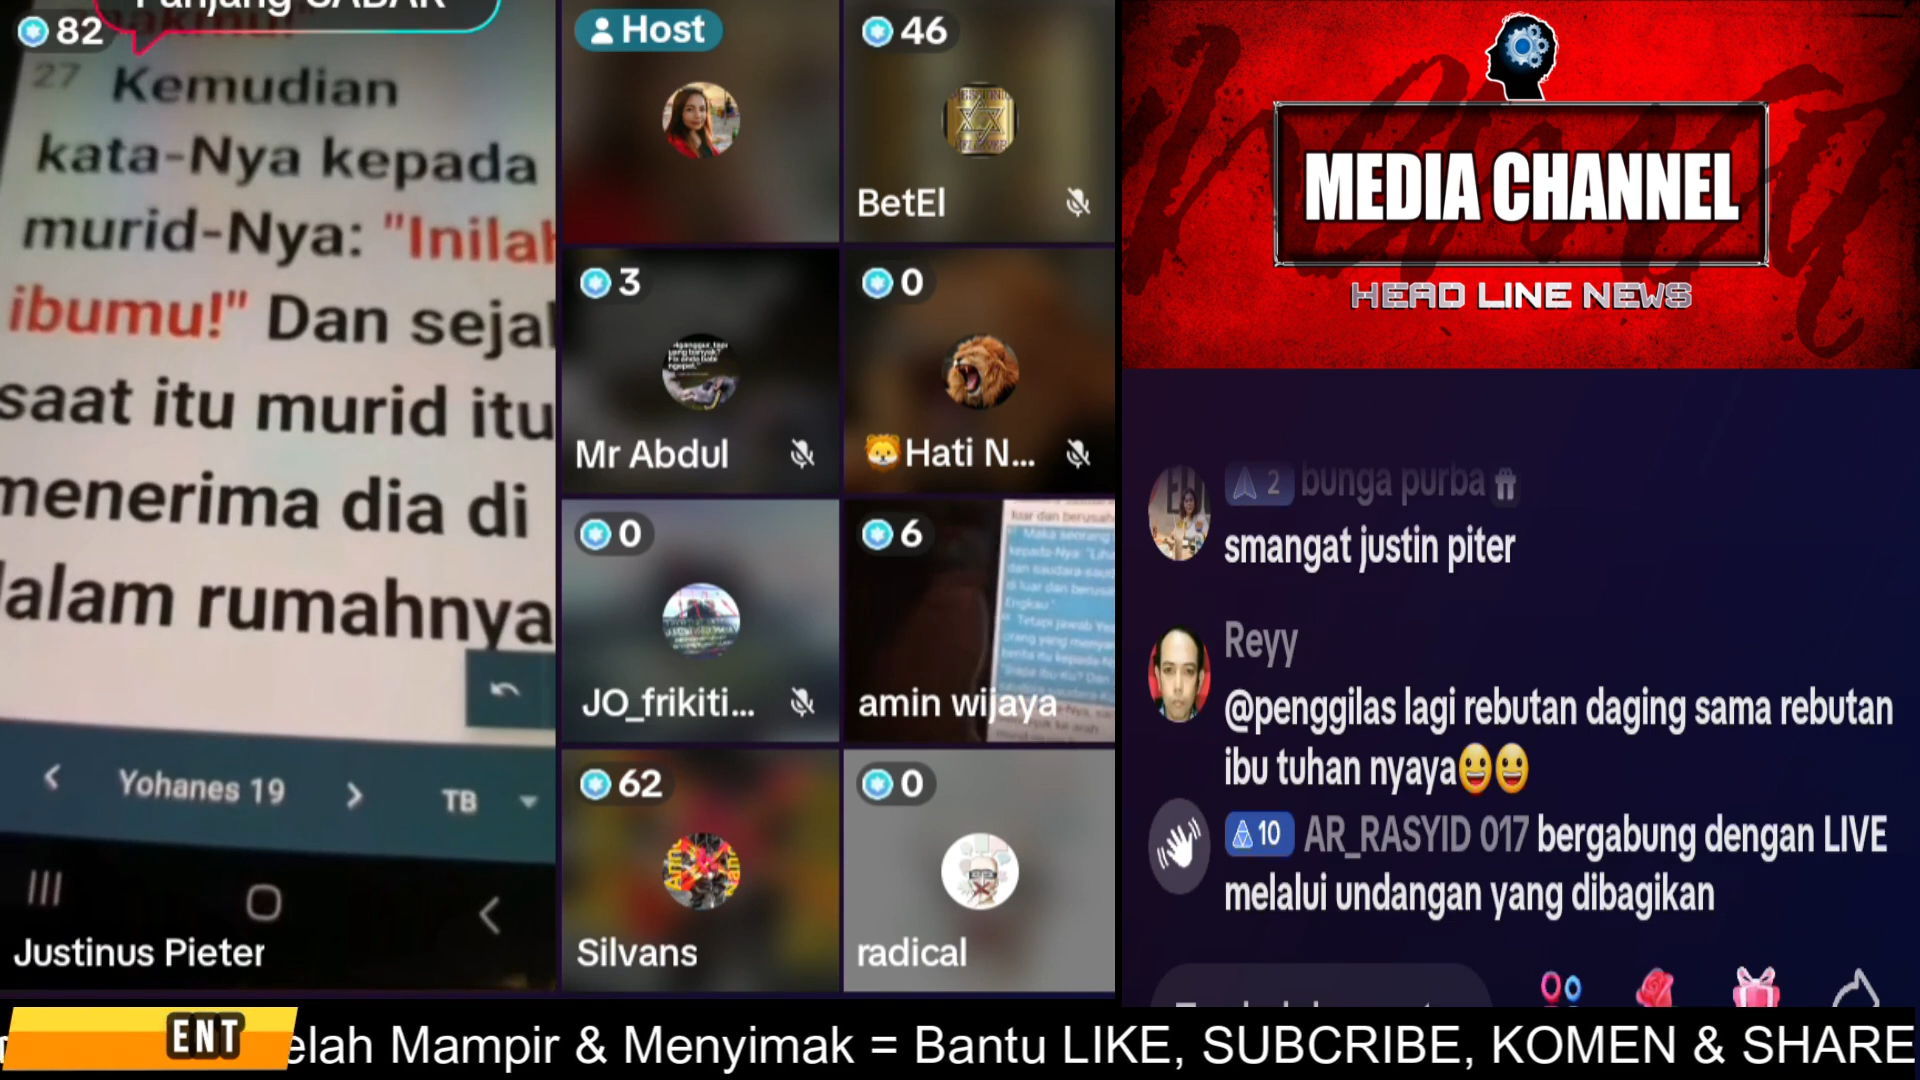 82
27 Kemudian
kata-Nya kepada
murid-Nya: "Inilah
ibumu!" Dan
saat itu murid itu
menerima dia di
rumahnya
Yohanes 19
TB
Justinus Pieter
Host
46
BetEl
3
Mr Abdul
0
Hati N...
0
JO_frikiti...
6
amin wijaya
62
Silvans
0
radical
MEDIA CHANNEL
HEAD LINE NEWS
2 bunga purba
smangat justin piter
Reyy
@penggilas lagi rebutan daging sama rebutan
ibu tuhan nyaya😀😀
10 AR_RASYID 017 bergabung dengan LIVE
melalui undangan yang dibagikan
ENT
elah Mampir & Menyimak = Bantu LIKE, SUBCRIBE, KOMEN & SHARE